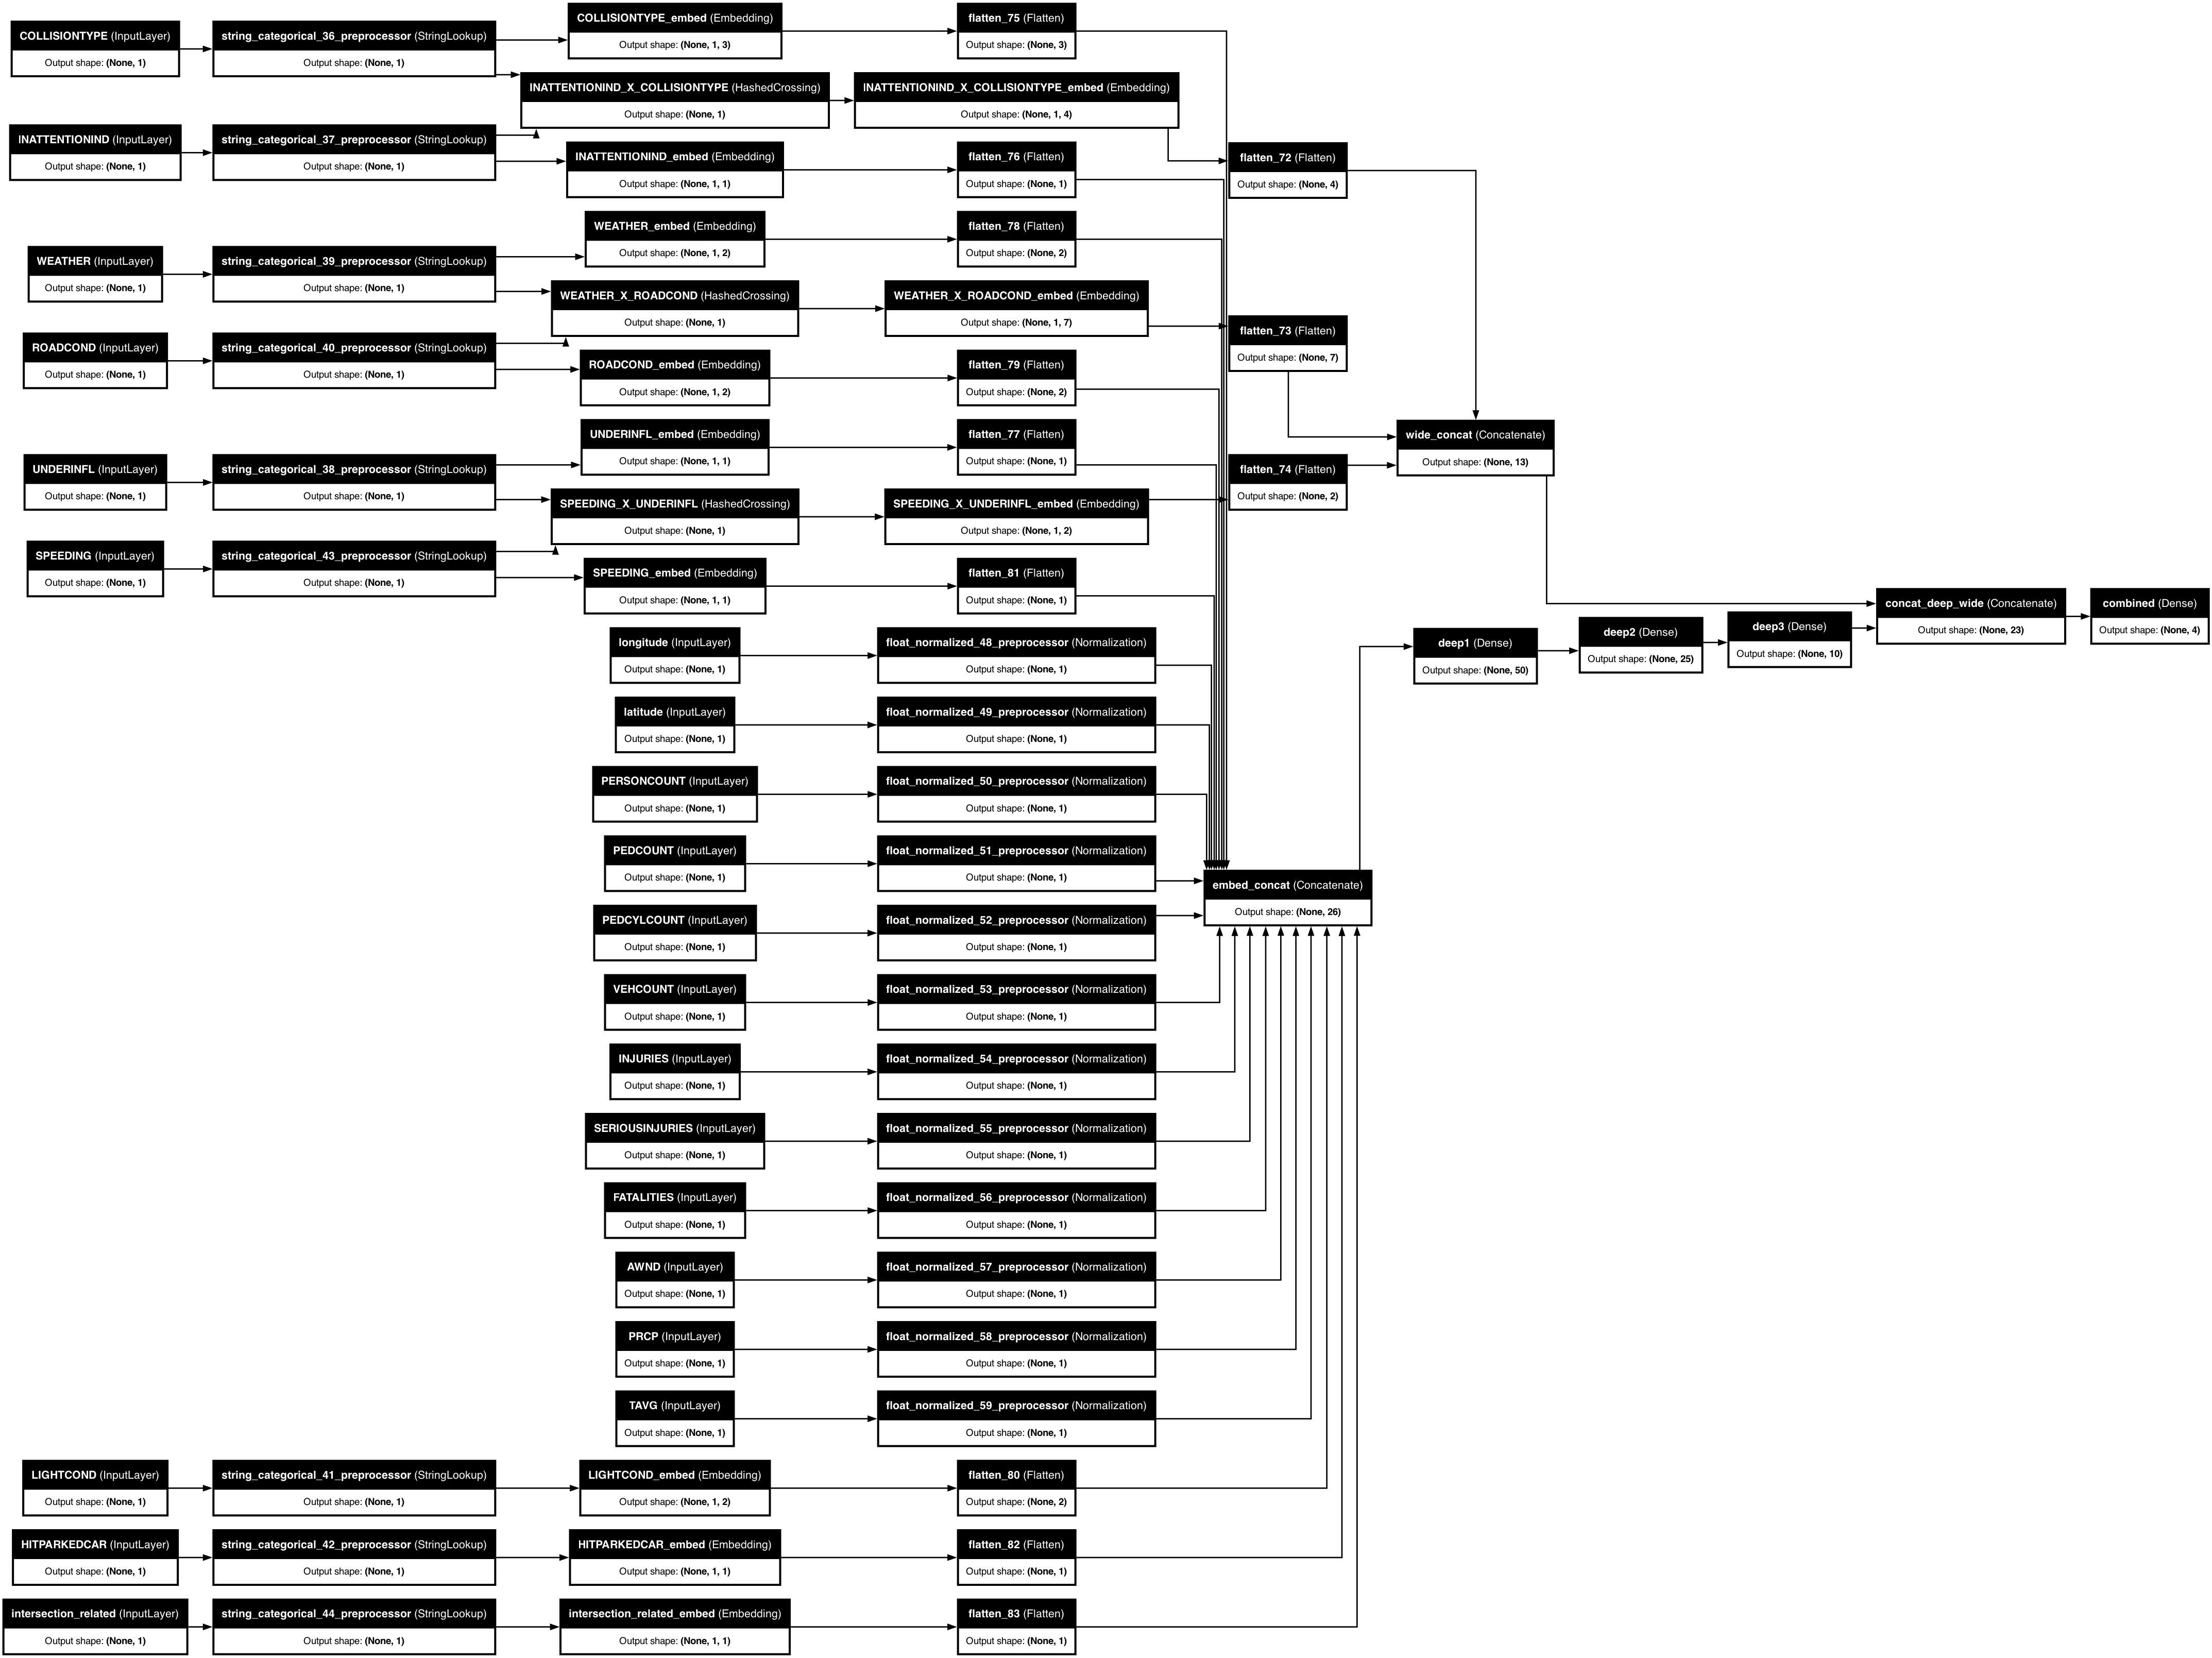 COLLISIONTYPE (InputLayer)
Output shape: (None, 1)
string_categorical_36_preprocessor (StringLookup)
Output shape: (None, 1)
COLLISIONTYPE_embed (Embedding)
Output shape: (None, 1, 3)
flatten_75 (Flatten)
Output shape: (None, 3)
INATTENTIONIND_X_COLLISIONTYPE (HashedCrossing)
Output shape: (None, 1)
INATTENTIONIND_X_COLLISIONTYPE_embed (Embedding)
Output shape: (None, 1, 4)
INATTENTIONIND (InputLayer)
Output shape: (None, 1)
string_categorical_37_preprocessor (StringLookup)
Output shape: (None, 1)
INATTENTIONIND_embed (Embedding)
Output shape: (None, 1, 1)
flatten_76 (Flatten)
Output shape: (None, 1)
flatten_72 (Flatten)
Output shape: (None, 4)
WEATHER_embed (Embedding)
Output shape: (None, 1, 2)
flatten_78 (Flatten)
Output shape: (None, 2)
WEATHER (InputLayer)
Output shape: (None, 1)
string_categorical_39_preprocessor (StringLookup)
Output shape: (None, 1)
WEATHER_X_ROADCOND (HashedCrossing)
Output shape: (None, 1)
WEATHER_X_ROADCOND_embed (Embedding)
Output shape: (None, 1, 7)
flatten_73 (Flatten)
Output shape: (None, 7)
ROADCOND (InputLayer)
Output shape: (None, 1)
string_categorical_40_preprocessor (StringLookup)
Output shape: (None, 1)
ROADCOND_embed (Embedding)
Output shape: (None, 1, 2)
flatten_79 (Flatten)
Output shape: (None, 2)
UNDERINFL_embed (Embedding)
Output shape: (None, 1, 1)
flatten_77 (Flatten)
Output shape: (None, 1)
wide_concat (Concatenate)
Output shape: (None, 13)
UNDERINFL (InputLayer)
Output shape: (None, 1)
string_categorical_38_preprocessor (StringLookup)
Output shape: (None, 1)
flatten_74 (Flatten)
Output shape: (None, 2)
SPEEDING_X_UNDERINFL (HashedCrossing)
Output shape: (None, 1)
SPEEDING_X_UNDERINFL_embed (Embedding)
Output shape: (None, 1, 2)
SPEEDING (InputLayer)
Output shape: (None, 1)
string_categorical_43_preprocessor (StringLookup)
Output shape: (None, 1)
SPEEDING_embed (Embedding)
Output shape: (None, 1, 1)
flatten_81 (Flatten)
Output shape: (None, 1)
concat_deep_wide (Concatenate)
Output shape: (None, 23)
combined (Dense)
Output shape: (None, 4)
longitude (InputLayer)
Output shape: (None, 1)
float_normalized_48_preprocessor (Normalization)
Output shape: (None, 1)
deep1 (Dense)
Output shape: (None, 50)
deep2 (Dense)
Output shape: (None, 25)
deep3 (Dense)
Output shape: (None, 10)
latitude (InputLayer)
Output shape: (None, 1)
float_normalized_49_preprocessor (Normalization)
Output shape: (None, 1)
PERSONCOUNT (InputLayer)
Output shape: (None, 1)
float_normalized_50_preprocessor (Normalization)
Output shape: (None, 1)
PEDCOUNT (InputLayer)
Output shape: (None, 1)
float_normalized_51_preprocessor (Normalization)
Output shape: (None, 1)
embed_concat (Concatenate)
Output shape: (None, 26)
PEDCYLCOUNT (InputLayer)
Output shape: (None, 1)
float_normalized_52_preprocessor (Normalization)
Output shape: (None, 1)
VEHCOUNT (InputLayer)
Output shape: (None, 1)
float_normalized_53_preprocessor (Normalization)
Output shape: (None, 1)
INJURIES (InputLayer)
Output shape: (None, 1)
float_normalized_54_preprocessor (Normalization)
Output shape: (None, 1)
SERIOUSINJURIES (InputLayer)
Output shape: (None, 1)
float_normalized_55_preprocessor (Normalization)
Output shape: (None, 1)
FATALITIES (InputLayer)
Output shape: (None, 1)
float_normalized_56_preprocessor (Normalization)
Output shape: (None, 1)
AWND (InputLayer)
Output shape: (None, 1)
float_normalized_57_preprocessor (Normalization)
Output shape: (None, 1)
PRCP (InputLayer)
Output shape: (None, 1)
float_normalized_58_preprocessor (Normalization)
Output shape: (None, 1)
TAVG (InputLayer)
Output shape: (None, 1)
float_normalized_59_preprocessor (Normalization)
Output shape: (None, 1)
LIGHTCOND (InputLayer)
Output shape: (None, 1)
string_categorical_41_preprocessor (StringLookup)
Output shape: (None, 1)
LIGHTCOND_embed (Embedding)
Output shape: (None, 1, 2)
flatten_80 (Flatten)
Output shape: (None, 2)
HITPARKEDCAR (InputLayer)
Output shape: (None, 1)
string_categorical_42_preprocessor (StringLookup)
Output shape: (None, 1)
HITPARKEDCAR_embed (Embedding)
Output shape: (None, 1, 1)
flatten_82 (Flatten)
Output shape: (None, 1)
intersection_related (InputLayer)
Output shape: (None, 1)
string_categorical_44_preprocessor (StringLookup)
Output shape: (None, 1)
intersection_related_embed (Embedding)
Output shape: (None, 1, 1)
flatten_83 (Flatten)
Output shape: (None, 1)